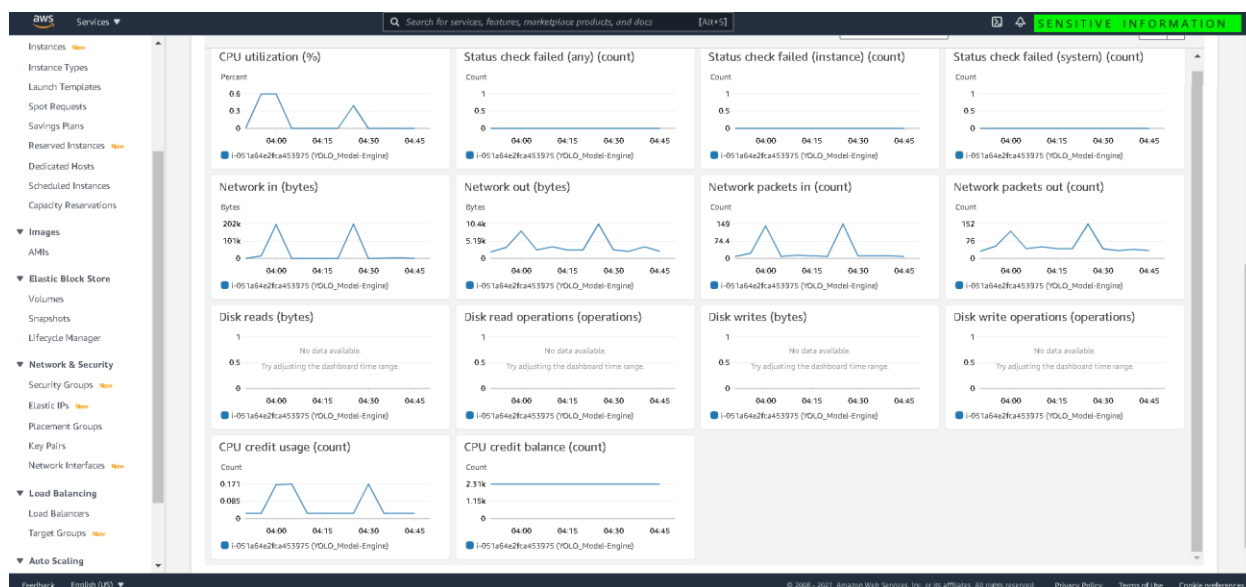 aws
Services ▼
Search for services, features, marketplace products, and docs
[Alt+S]
SENSITIVE INFORMATION
Instances New
Instance Types
Launch Templates
Spot Requests
Savings Plans
Reserved Instances New
Dedicated Hosts
Scheduled Instances
Capacity Reservations
▼ Images
AMIs
▼ Elastic Block Store
Volumes
Snapshots
Lifecycle Manager
▼ Network & Security
Security Groups New
Elastic IPs New
Placement Groups
Key Pairs
Network Interfaces New
▼ Load Balancing
Load Balancers
Target Groups New
▼ Auto Scaling
CPU utilization (%)
Percent
0.6
0.3
0
04:00 04:15 04:30 04:45
i-051a64e2fca453975 (YOLO_Model-Engine)
Status check failed (any) (count)
Count
1
0.5
0
04:00 04:15 04:30 04:45
i-051a64e2fca453975 (YOLO_Model-Engine)
Status check failed (instance) (count)
Count
1
0.5
0
04:00 04:15 04:30 04:45
i-051a64e2fca453975 (YOLO_Model-Engine)
Status check failed (system) (count)
Count
1
0.5
0
04:00 04:15 04:30 04:45
i-051a64e2fca453975 (YOLO_Model-Engine)
Network in (bytes)
Bytes
202k
101k
0
04:00 04:15 04:30 04:45
i-051a64e2fca453975 (YOLO_Model-Engine)
Network out (bytes)
Bytes
10.4k
5.19k
0
04:00 04:15 04:30 04:45
i-051a64e2fca453975 (YOLO_Model-Engine)
Network packets in (count)
Count
149
74.4
0
04:00 04:15 04:30 04:45
i-051a64e2fca453975 (YOLO_Model-Engine)
Network packets out (count)
Count
152
76
0
04:00 04:15 04:30 04:45
i-051a64e2fca453975 (YOLO_Model-Engine)
Disk reads (bytes)
1
No data available.
0.5
Try adjusting the dashboard time range.
0
04:00 04:15 04:30 04:45
i-051a64e2fca453975 (YOLO_Model-Engine)
Disk read operations (operations)
1
No data available.
0.5
Try adjusting the dashboard time range.
0
04:00 04:15 04:30 04:45
i-051a64e2fca453975 (YOLO_Model-Engine)
Disk writes (bytes)
1
No data available.
0.5
Try adjusting the dashboard time range.
0
04:00 04:15 04:30 04:45
i-051a64e2fca453975 (YOLO_Model-Engine)
Disk write operations (operations)
1
No data available.
0.5
Try adjusting the dashboard time range.
0
04:00 04:15 04:30 04:45
i-051a64e2fca453975 (YOLO_Model-Engine)
CPU credit usage (count)
Count
0.171
0.085
0
04:00 04:15 04:30 04:45
i-051a64e2fca453975 (YOLO_Model-Engine)
CPU credit balance (count)
Count
2.31k
1.15k
0
04:00 04:15 04:30 04:45
i-051a64e2fca453975 (YOLO_Model-Engine)
Feedback English (US) ▼
© 2008 - 2021, Amazon Web Services, Inc. or its affiliates. All rights reserved. Privacy Policy Terms of Use Cookie preferences